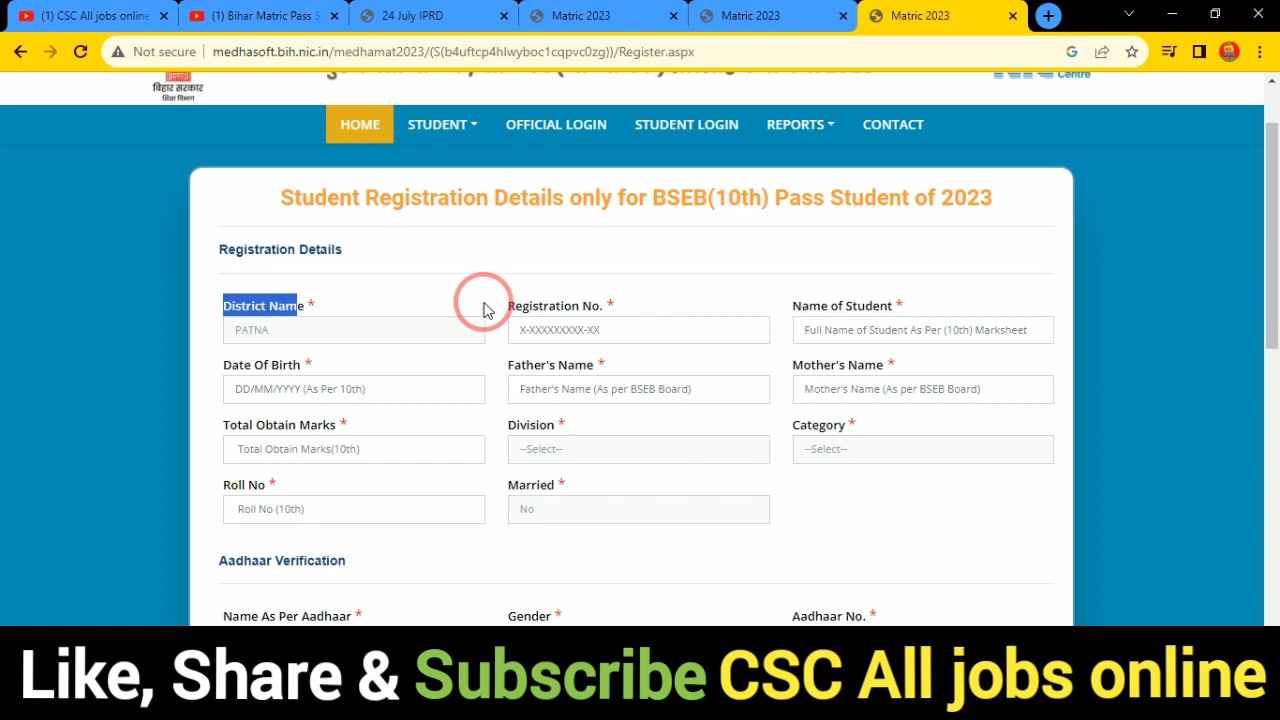 (1) CSC All jobs online
(1) Bihar Matric Pass S
24 July IPRD
Matric 2023
Matric 2023
Matric 2023
Not secure
medhasoft.bih.nic.in/medhamat2023/(S(b4uftcp4hlwyboc1cqpvc0zg))/Register.aspx
बिहार सरकार
शिक्षा विभाग
Centre
HOME
STUDENT
OFFICIAL LOGIN
STUDENT LOGIN
REPORTS
CONTACT
Student Registration Details only for BSEB(10th) Pass Student of 2023
Registration Details
District Name *
Registration No. *
Name of Student *
PATNA
X-XXXXXXXXX-XX
Full Name of Student As Per (10th) Marksheet
Date Of Birth *
Father's Name *
Mother's Name *
DD/MM/YYYY (As Per 10th)
Father's Name (As per BSEB Board)
Mother's Name (As per BSEB Board)
Total Obtain Marks *
Division *
Category *
Total Obtain Marks(10th)
--Select--
--Select--
Roll No *
Married *
Roll No (10th)
No
Aadhaar Verification
Name As Per Aadhaar *
Gender *
Aadhaar No. *
Like, Share & Subscribe CSC All jobs online